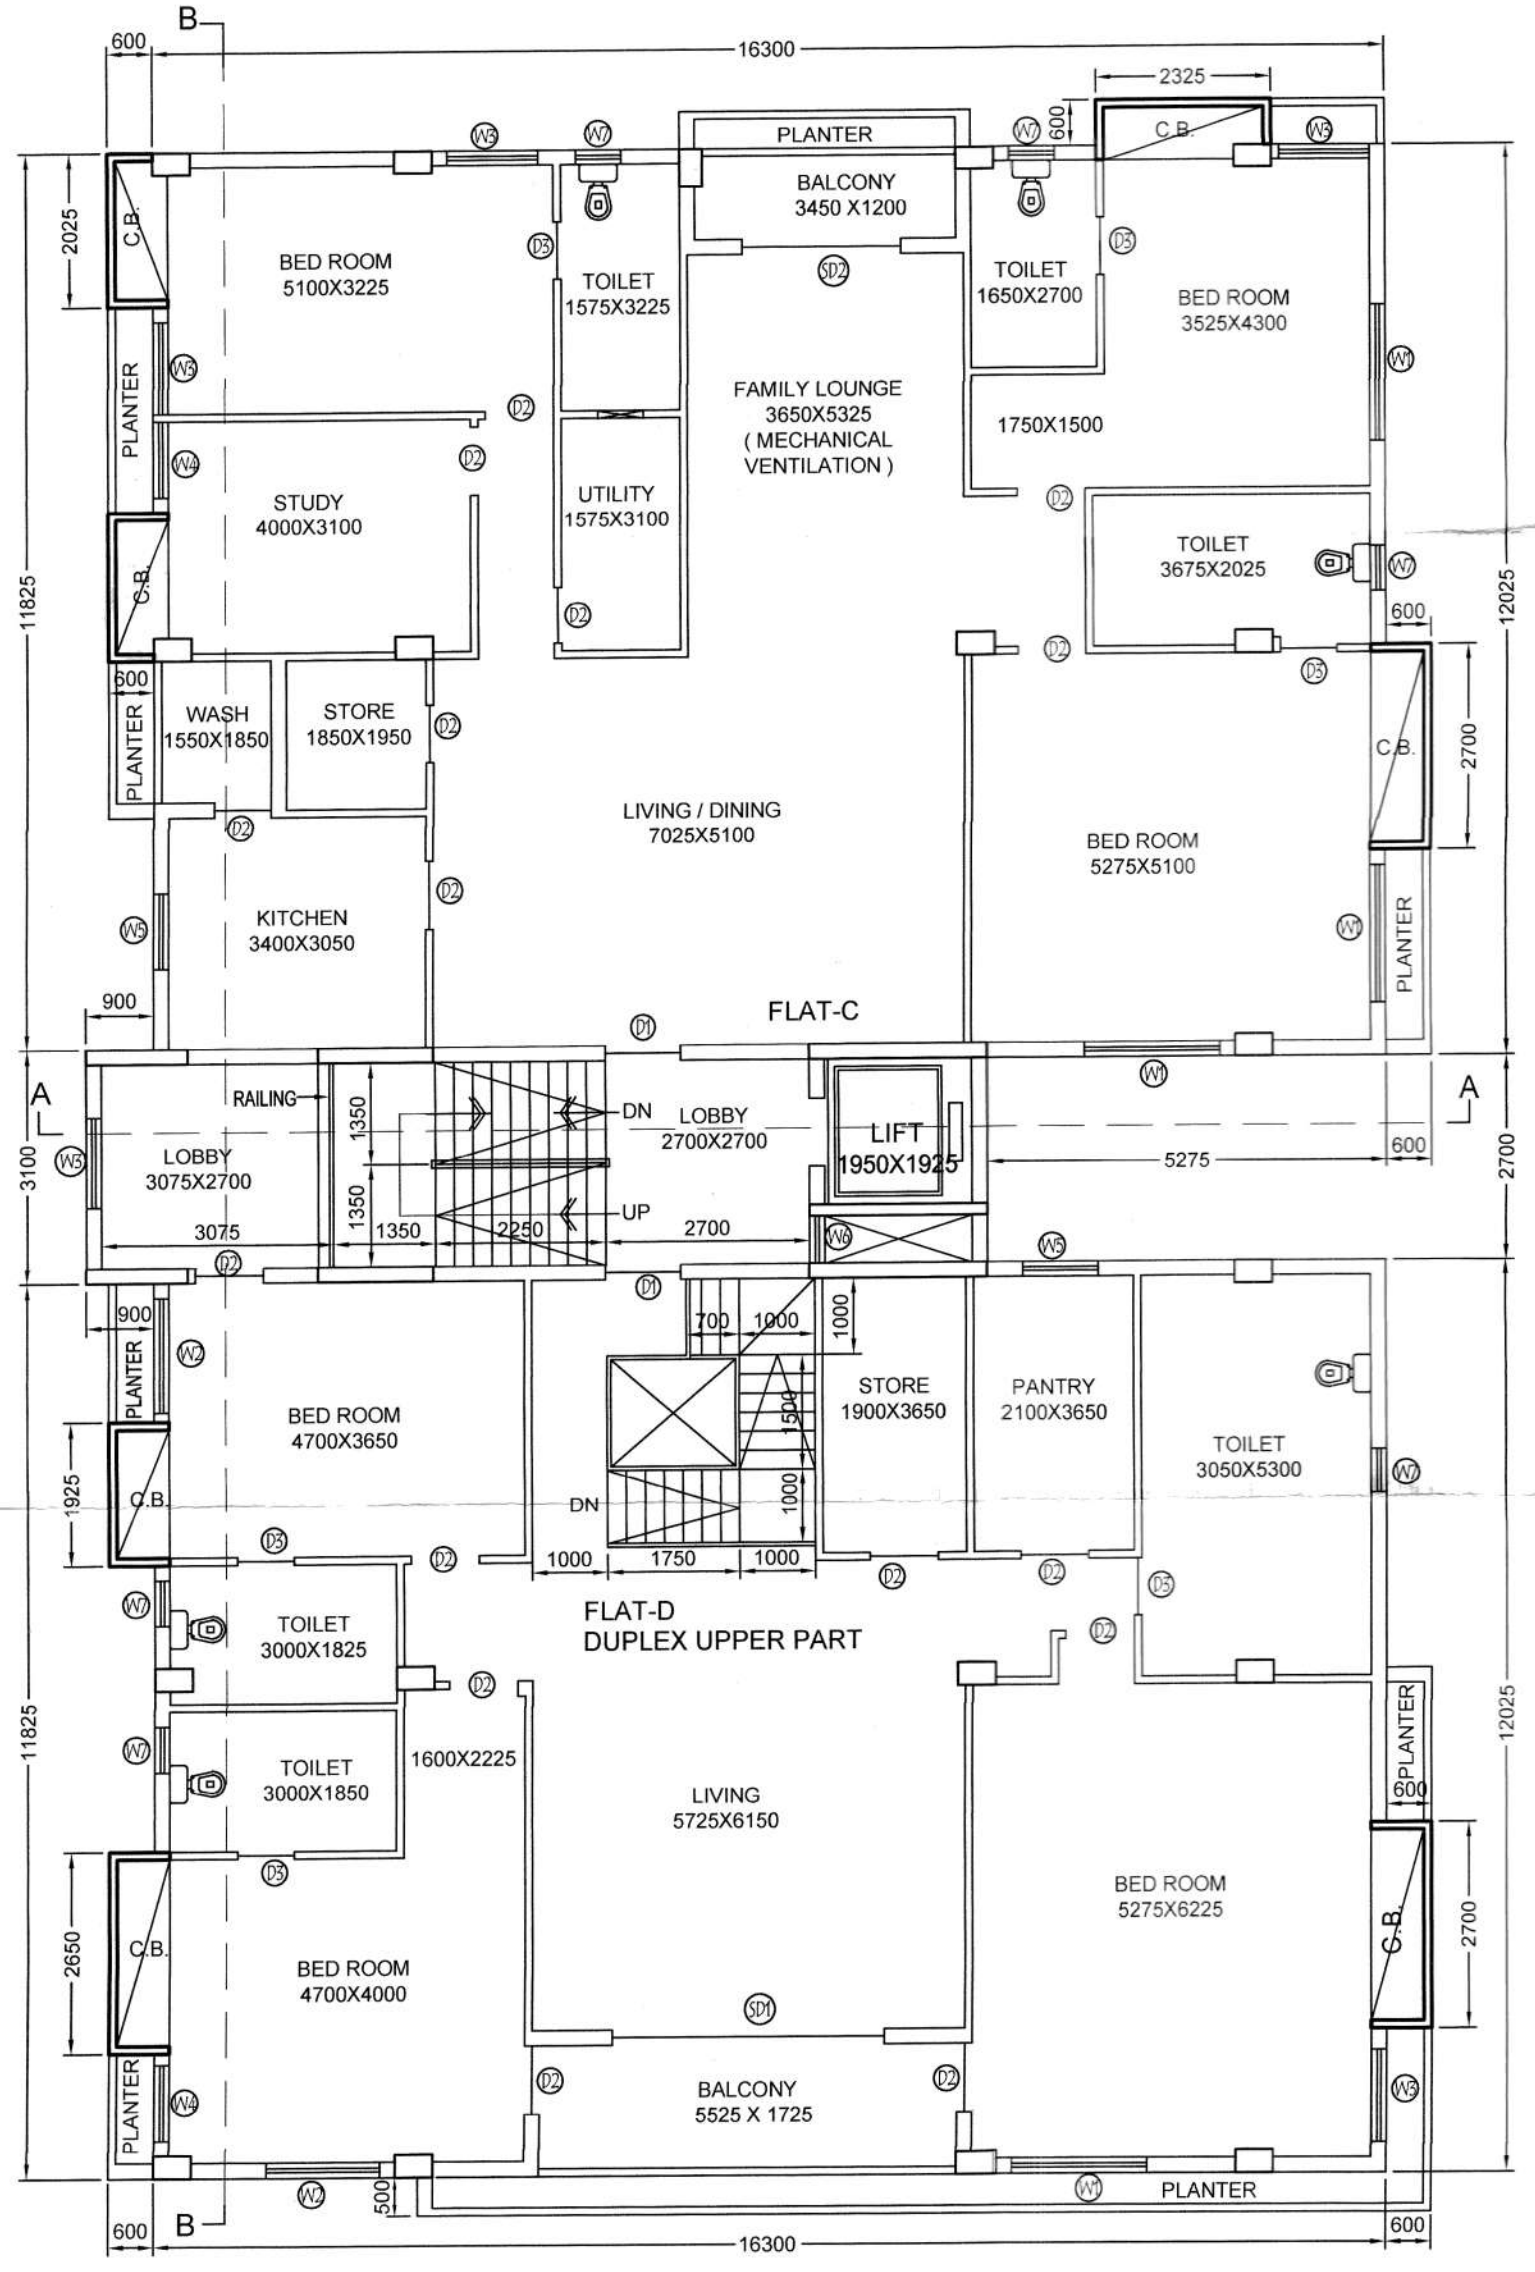 B
600
16300
2325
600
W3
W7
PLANTER
W7
C.B.
W3
BALCONY
3450 X1200
2025
C.B.
BED ROOM
5100X3225
D3
TOILET
1575X3225
SD2
TOILET
1650X2700
D3
BED ROOM
3525X4300
PLANTER
W3
W1
FAMILY LOUNGE
3650X5325
( MECHANICAL
VENTILATION )
D2
1750X1500
W4
D2
STUDY
4000X3100
UTILITY
1575X3100
D2
TOILET
3675X2025
W7
11825
12025
C.B.
D2
600
D2
D3
600
WASH
1550X1850
STORE
1850X1950
D2
PLANTER
C.B.
2700
D2
LIVING / DINING
7025X5100
BED ROOM
5275X5100
D2
W5
KITCHEN
3400X3050
W1
PLANTER
900
FLAT-C
D1
W1
A
RAILING
1350
DN
LOBBY
2700X2700
LIFT
1950X1925
A
W3
LOBBY
3075X2700
3100
5275
600
2700
1350
UP
3075
1350
2250
2700
W6
W5
D2
D1
900
PLANTER
W2
700
1000
1000
BED ROOM
4700X3650
1500
STORE
1900X3650
PANTRY
2100X3650
TOILET
3050X5300
W7
1925
C.B.
DN
1000
D3
D2
1000
1750
1000
D2
D2
D3
W7
TOILET
3000X1825
FLAT-D
DUPLEX UPPER PART
D2
D2
11825
12025
W7
TOILET
3000X1850
1600X2225
PLANTER
600
LIVING
5725X6150
D3
BED ROOM
5275X6225
2650
C.B.
BED ROOM
4700X4000
C.B.
2700
SD1
PLANTER
W4
D2
BALCONY
5525 X 1725
D2
W3
W2
500
W1
PLANTER
600
B
16300
600